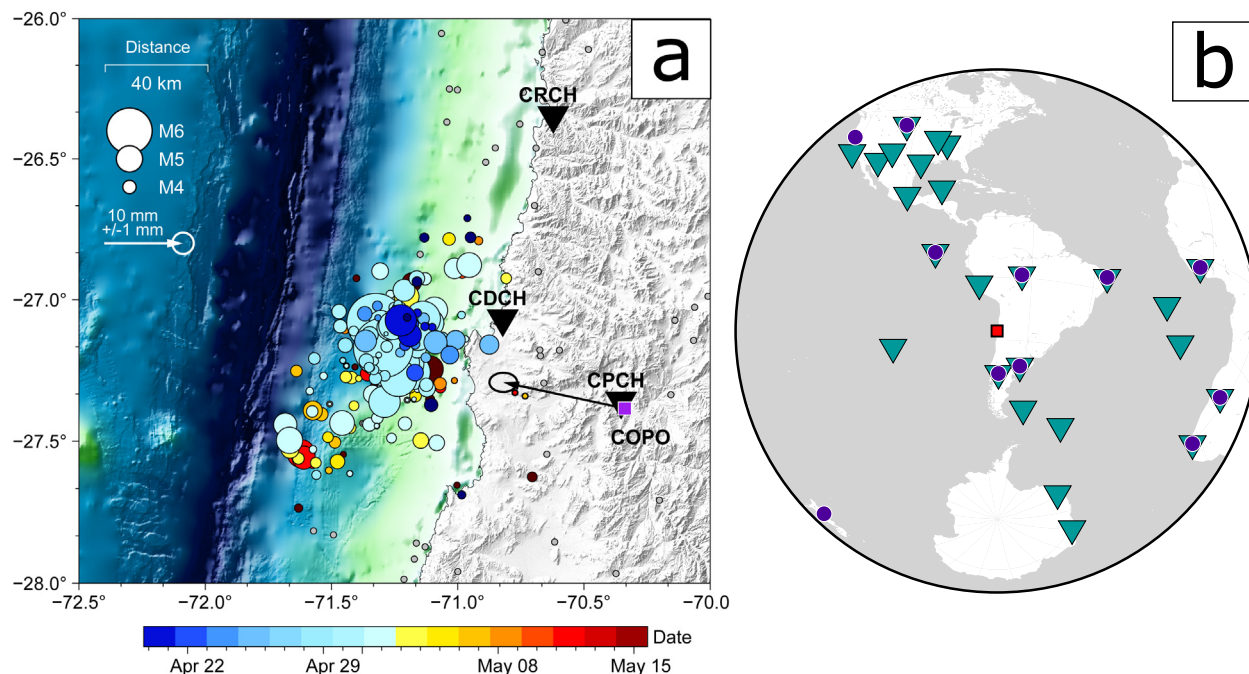 a
b
−26.0°
−26.5°
−27.0°
−27.5°
−28.0°
Distance
40 km
M6
M5
M4
10 mm
+/-1 mm
CRCH
CDCH
CPCH
COPO
−72.5° −72.0° −71.5° −71.0° −70.5° −70.0
Date
Apr 22 Apr 29 May 08 May 15